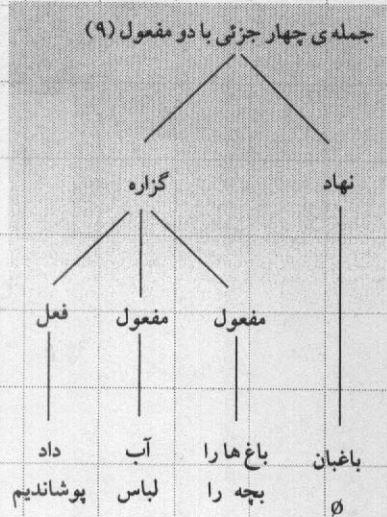 جمله ی چهار جزئی با دو مفعول (۹)
نهاد گزاره
مفعول مفعول فعل
باغبان باغ ها را آب داد
Ø بچه را لباس پوشاندیم